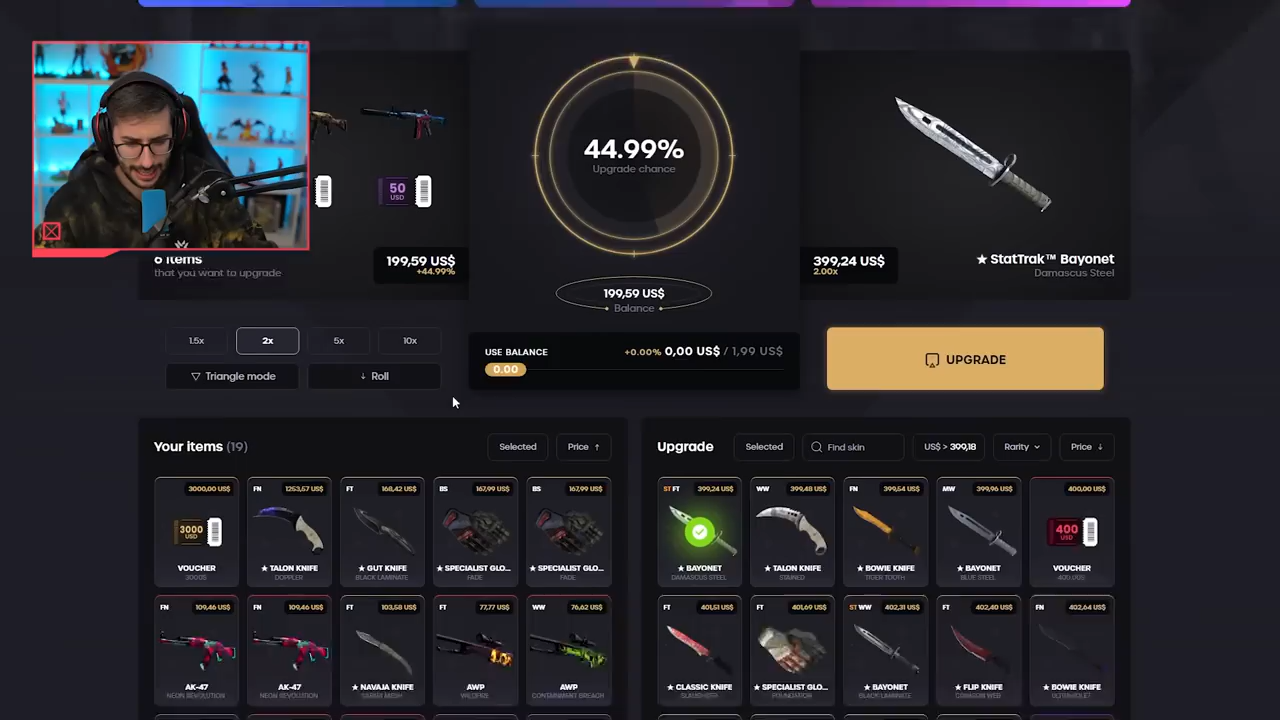 44.99%
Upgrade chance
50
USD
6 items
that you want to upgrade
199,59 US$
+44.99%
399,24 US$
2.00x
★ StatTrak™ Bayonet
Damascus Steel
199,59 US$
Balance
1.5x
2x
5x
10x
Triangle mode
↓ Roll
USE BALANCE
+0.00% 0,00 US$ / 1,99 US$
0.00
UPGRADE
Your items (19)
Selected
Price ↑
Upgrade
Selected
Find skin
US$ > 399,18
Rarity
Price ↓
3000,00 US$
3000
USD
VOUCHER
3000$
FN
1253,57 US$
★ TALON KNIFE
DOPPLER
FT
168,42 US$
★ GUT KNIFE
BLACK LAMINATE
BS
167,99 US$
★ SPECIALIST GLO...
FADE
BS
167,99 US$
★ SPECIALIST GLO...
FADE
ST FT
399,24 US$
★ BAYONET
DAMASCUS STEEL
WW
399,48 US$
★ TALON KNIFE
STAINED
FN
399,54 US$
★ BOWIE KNIFE
TIGER TOOTH
MW
399,96 US$
★ BAYONET
BLUE STEEL
400,00 US$
400
USD
VOUCHER
400.00$
FN
109,46 US$
AK-47
NEON REVOLUTION
FN
109,46 US$
AK-47
NEON REVOLUTION
FT
103,58 US$
★ NAVAJA KNIFE
SAFARI MESH
FT
77,77 US$
AWP
WILDFIRE
WW
76,62 US$
AWP
CONTAINMENT BREACH
FT
401,51 US$
★ CLASSIC KNIFE
SLAUGHTER
FT
401,69 US$
★ SPECIALIST GLO...
FOUNDATION
ST WW
402,31 US$
★ BAYONET
BLACK LAMINATE
FT
402,40 US$
★ FLIP KNIFE
CRIMSON WEB
FN
402,64 US$
★ BOWIE KNIFE
ULTRAVIOLET